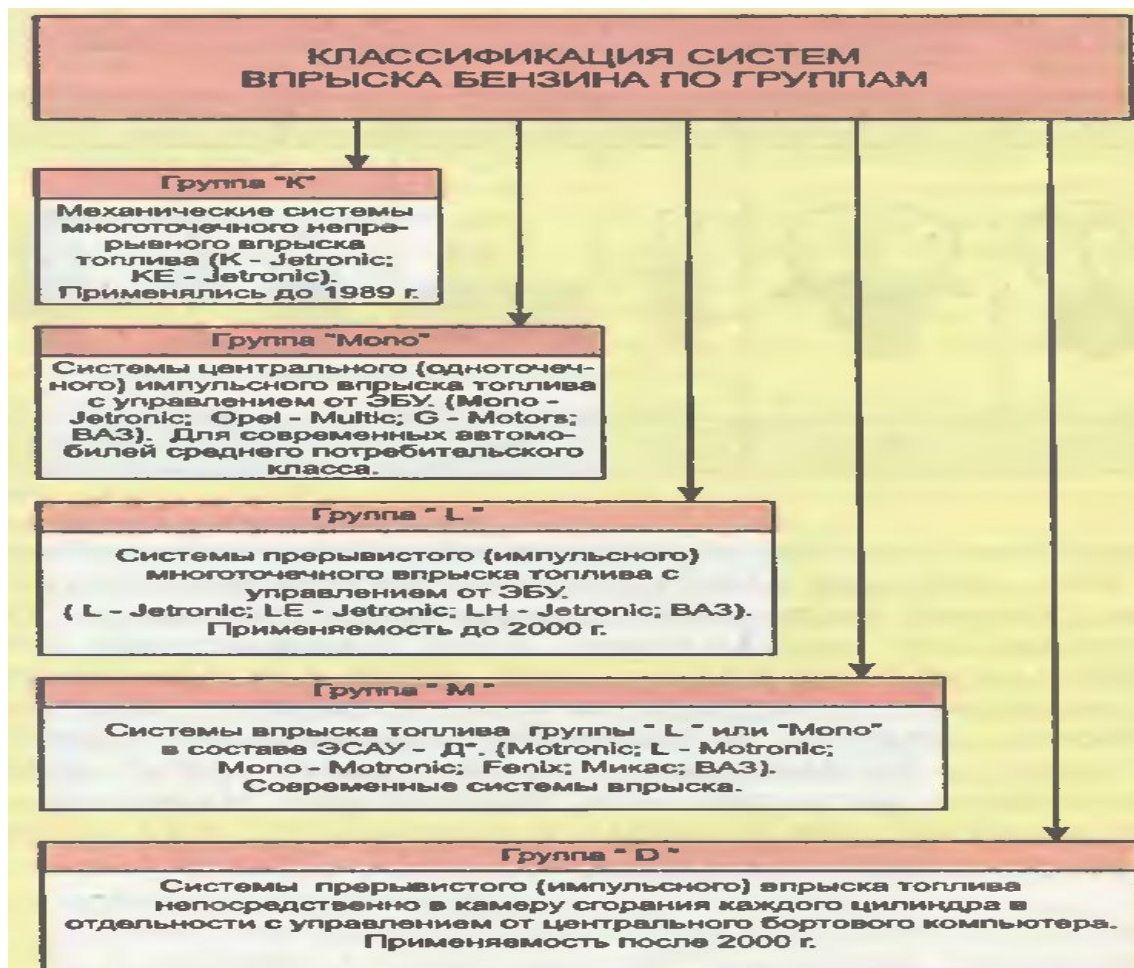 КЛАССИФИКАЦИЯ СИСТЕМ
ВПРЫСКА БЕНЗИНА ПО ГРУППАМ
Группа "К"
Механические системы
многоточечного непре-
рывного впрыска
топлива (K - Jetronic;
KE - Jetronic).
Применялись до 1989 г.
Группа "Mono"
Системы центрального (одноточеч-
ного) импульсного впрыска топлива
с управлением от ЭБУ. (Mono -
Jetronic; Opel - Multic; G - Motors;
ВАЗ). Для современных автомо-
билей среднего потребительского
класса.
Группа " L "
Системы прерывистого (импульсного)
многоточечного впрыска топлива с
управлением от ЭБУ.
( L - Jetronic; LE - Jetronic; LH - Jetronic; ВАЗ).
Применяемость до 2000 г.
Группа " М "
Системы впрыска топлива группы " L " или "Mono"
в составе ЭСАУ - Д". (Motronic; L - Motronic;
Mono - Motronic; Fenix; Микас; ВАЗ).
Современные системы впрыска.
Группа " D "
Системы прерывистого (импульсного) впрыска топлива
непосредственно в камеру сгорания каждого цилиндра в
отдельности с управлением от центрального бортового компьютера.
Применяемость после 2000 г.